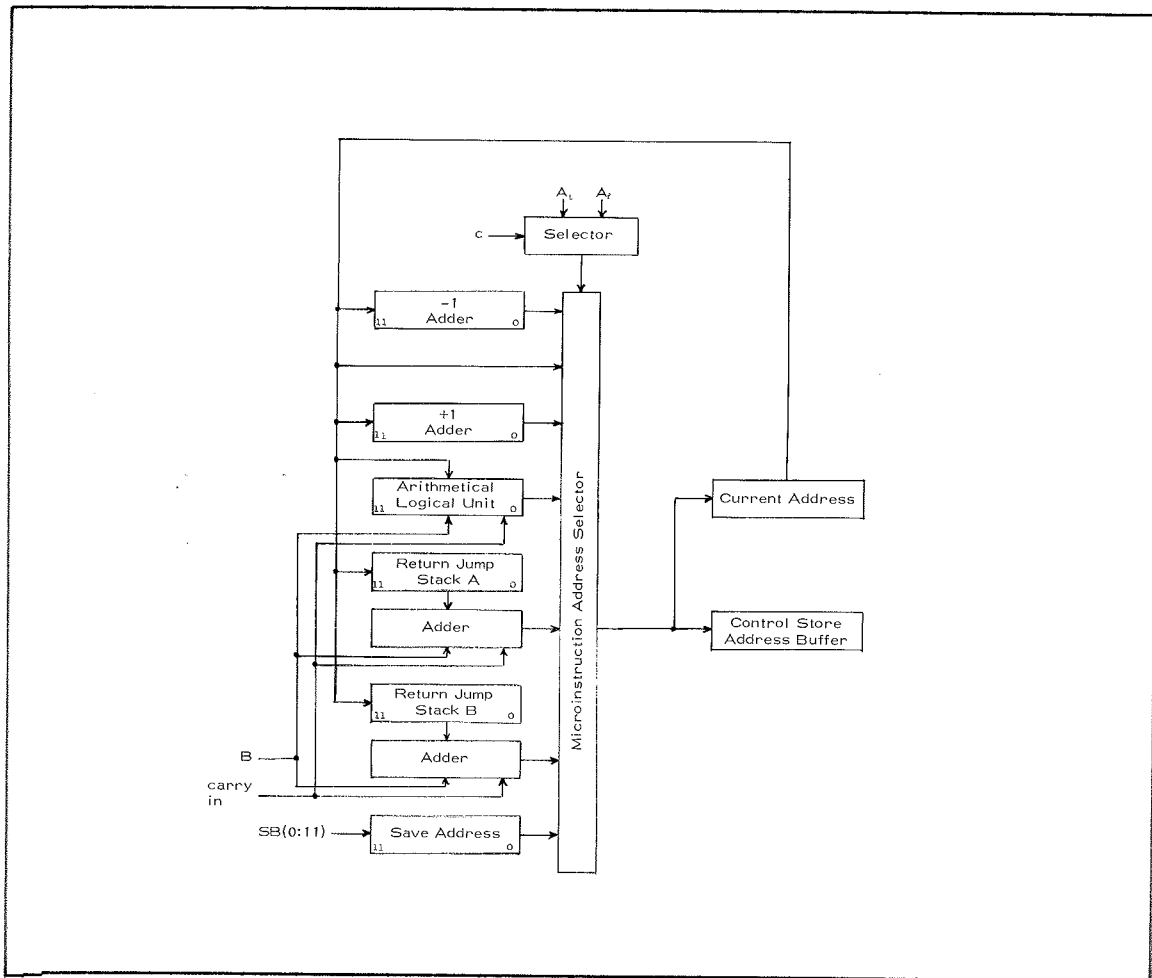 A₁ A₂
c
Selector
-1
Adder
11 0
+1
Adder
11 0
Arithmetical
Logical Unit
11 0
Return Jump
Stack A
11 0
Adder
Return Jump
Stack B
11 0
Adder
B
carry
in
SB(0:11)
Save Address
11 0
Microinstruction Address Selector
Current Address
Control Store
Address Buffer